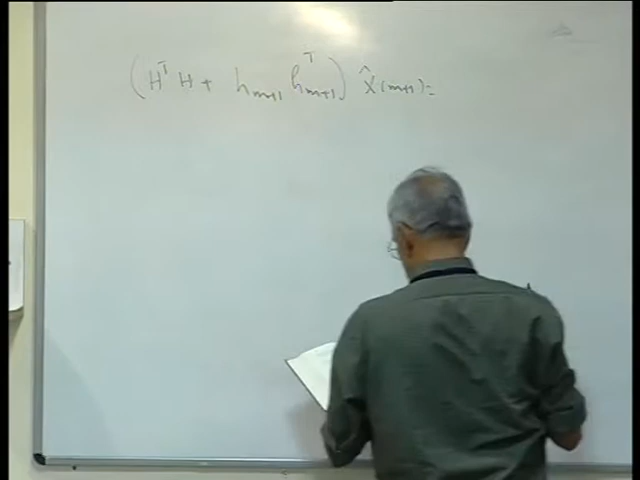 (H^T H + h_{m+1} h_{m+1}^T) x̂(m+1) =